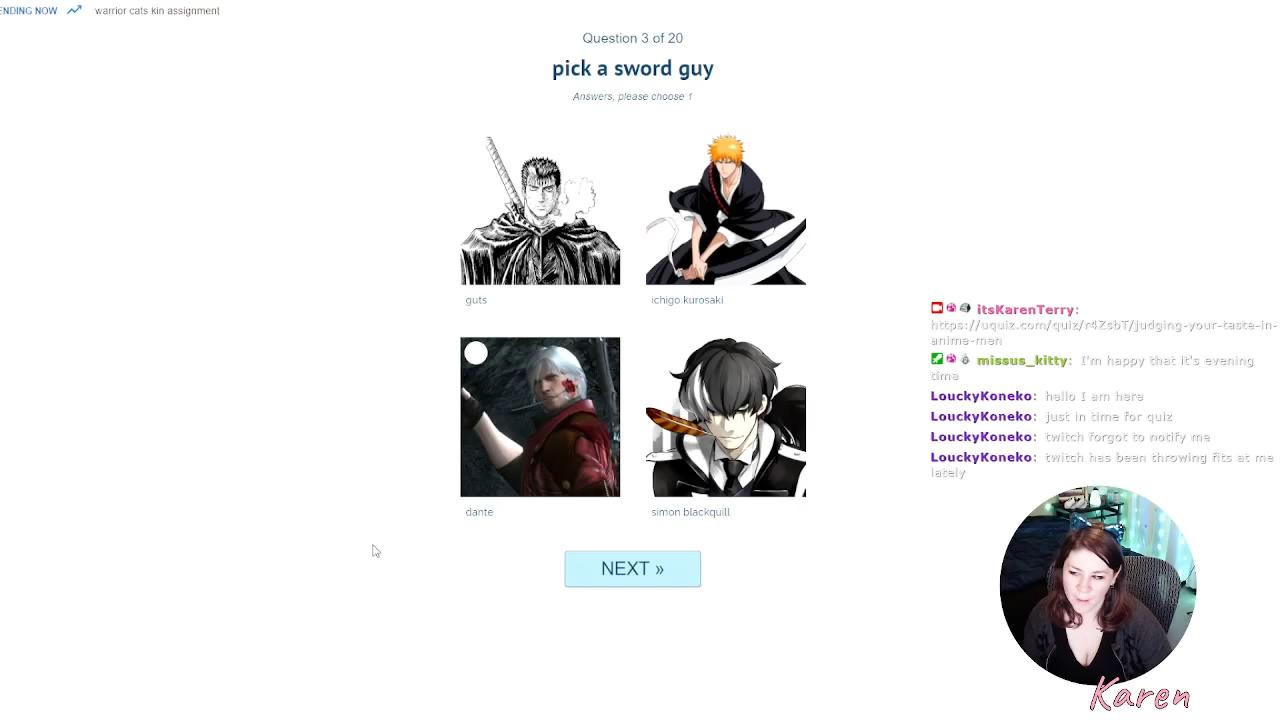 ENDING NOW
warrior cats kin assignment
Question 3 of 20
pick a sword guy
Answers, please choose 1
guts
ichigo kurosaki
dante
simon blackquill
NEXT »
itsKarenTerry:
https://uquiz.com/quiz/r4ZsbT/judging-your-taste-in-
anime-men
missus_kitty: I'm happy that it's evening
time
LouckyKoneko: hello I am here
LouckyKoneko: just in time for quiz
LouckyKoneko: twitch forgot to notify me
LouckyKoneko: twitch has been throwing fits at me
lately
Karen